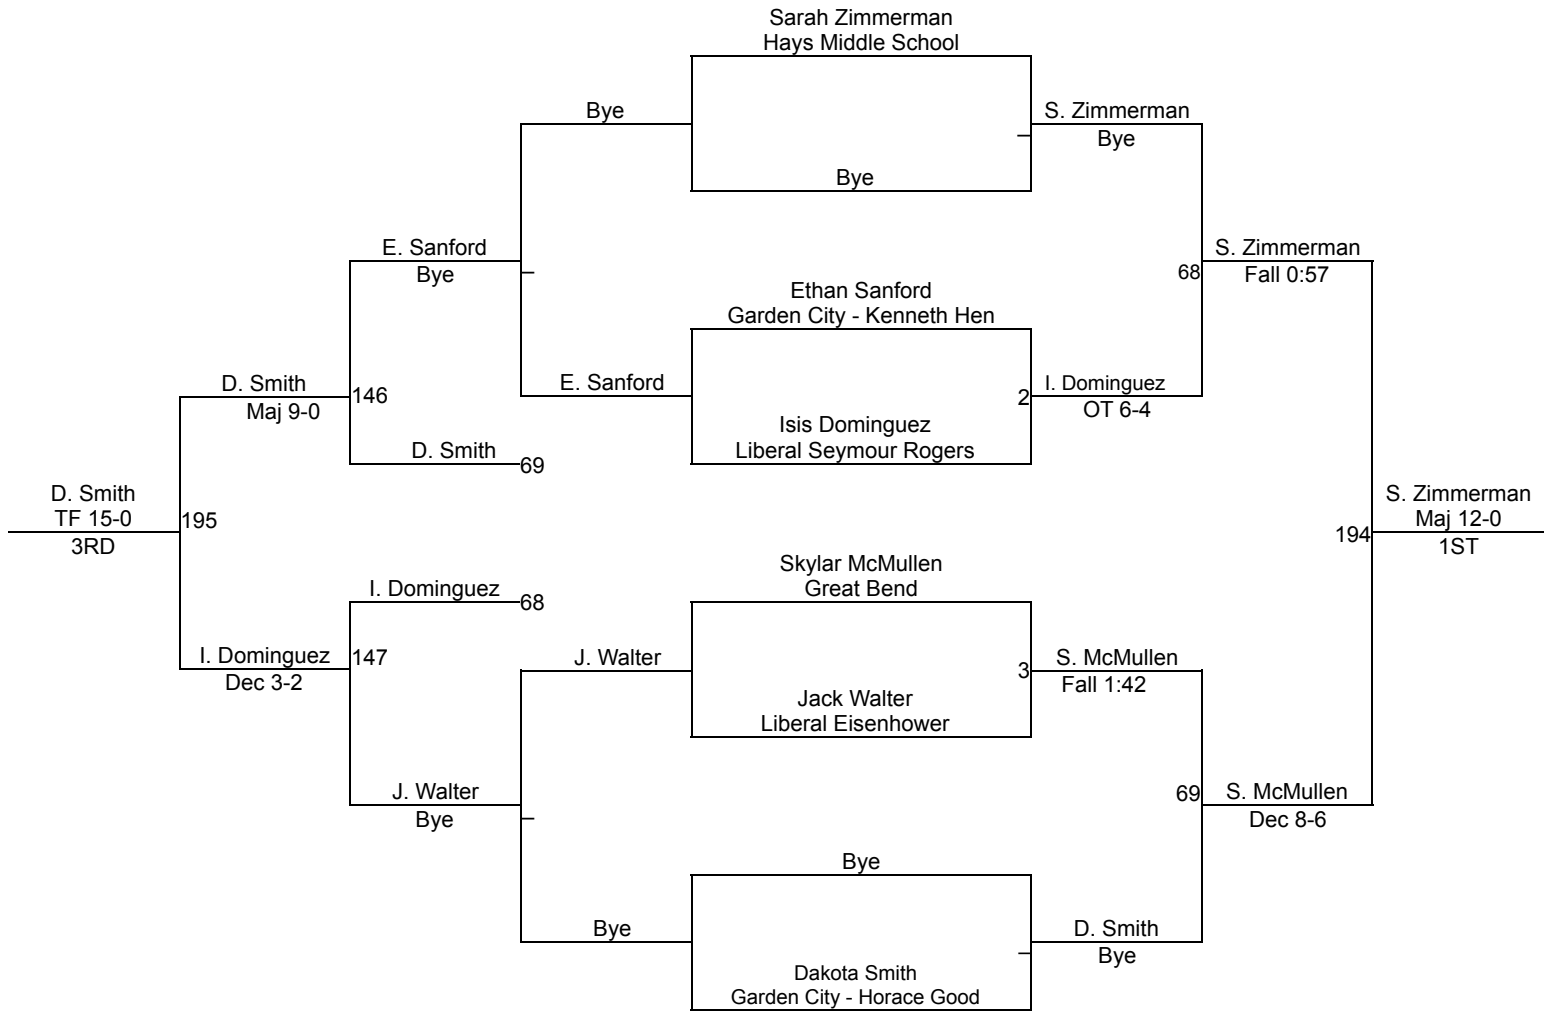 Sarah Zimmerman
Hays Middle School
Bye
S. Zimmerman
Bye
Bye
E. Sanford
Bye
S. Zimmerman
Fall 0:57
68
Ethan Sanford
Garden City - Kenneth Hen
D. Smith
Maj 9-0
146
E. Sanford
2
I. Dominguez
OT 6-4
Isis Dominguez
Liberal Seymour Rogers
D. Smith
69
D. Smith
TF 15-0
3RD
195
S. Zimmerman
Maj 12-0
1ST
194
Skylar McMullen
Great Bend
I. Dominguez
68
I. Dominguez
Dec 3-2
147
J. Walter
3
S. McMullen
Fall 1:42
Jack Walter
Liberal Eisenhower
J. Walter
Bye
69
S. McMullen
Dec 8-6
Bye
Bye
D. Smith
Bye
Dakota Smith
Garden City - Horace Good